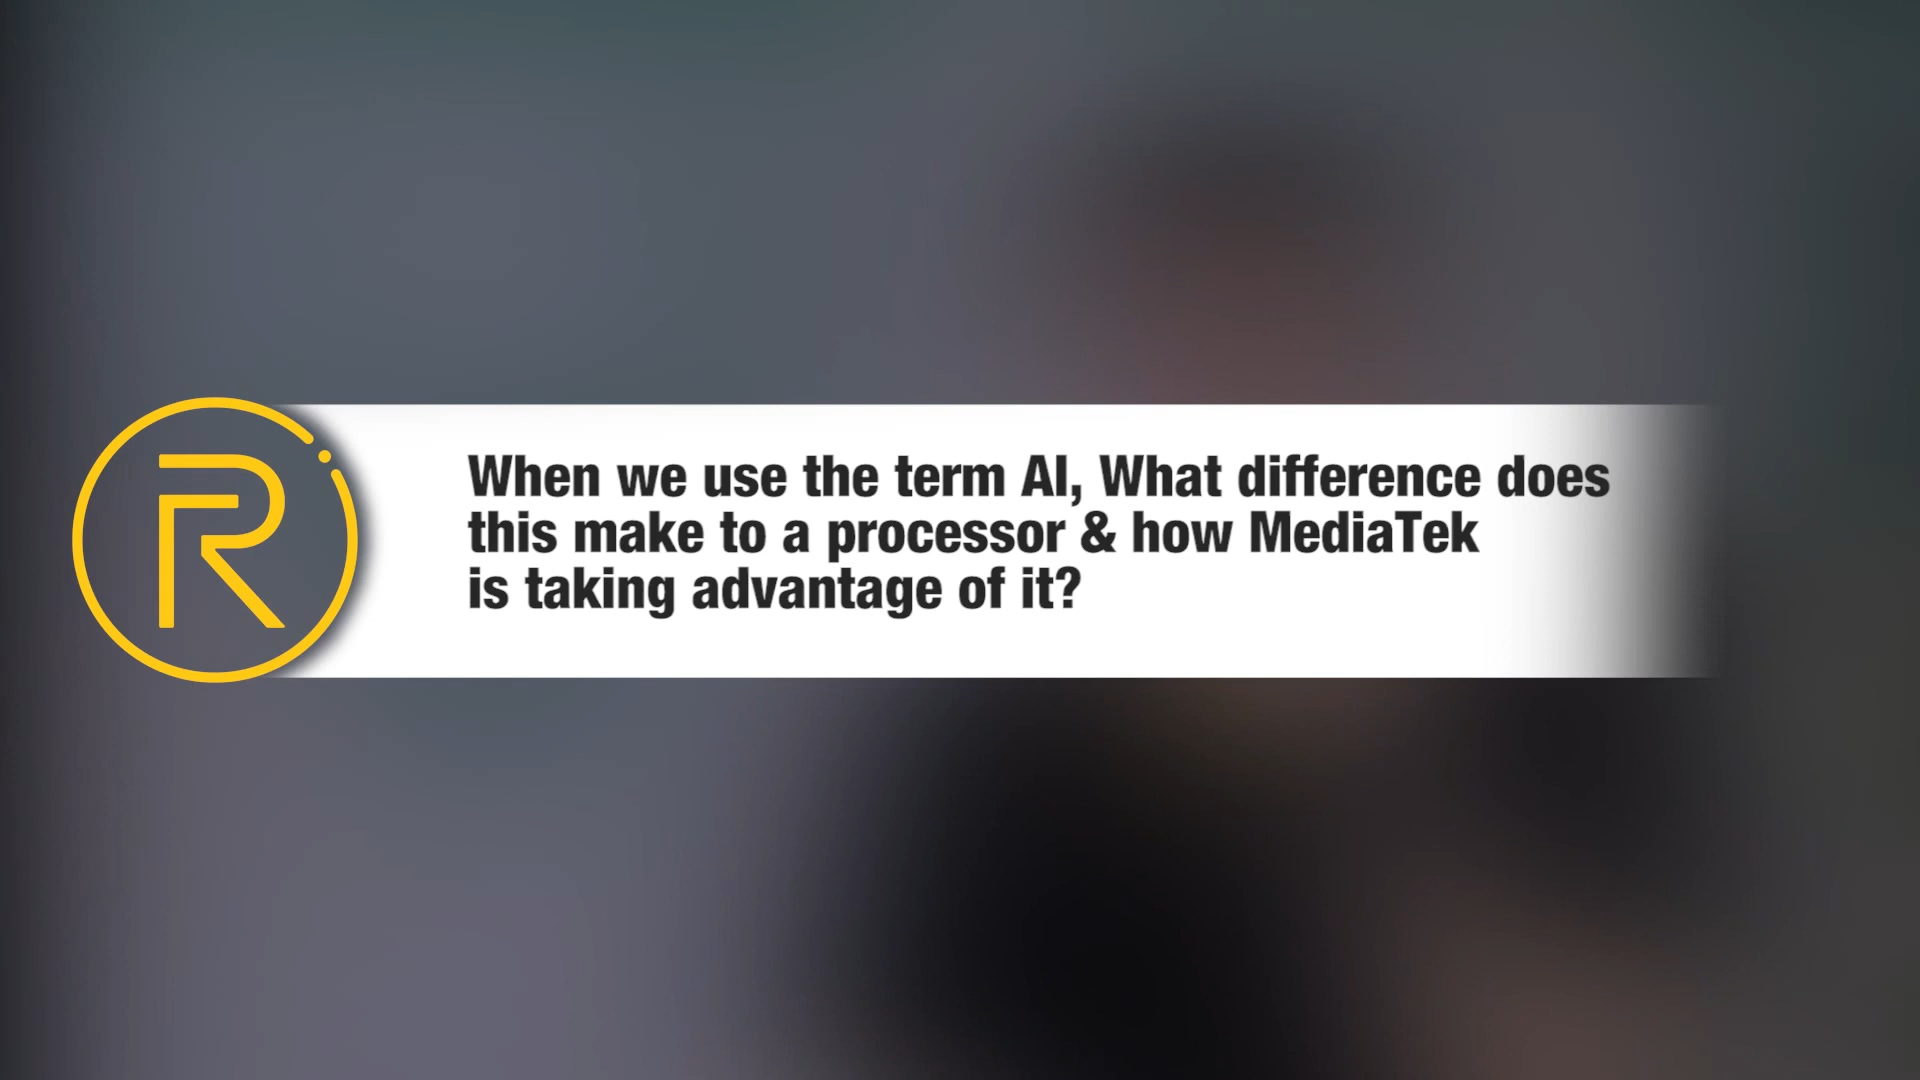 When we use the term AI, What difference does
this make to a processor & how MediaTek
is taking advantage of it?